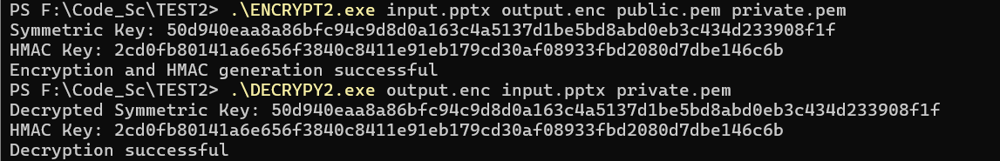 PS F:\Code_Sc\TEST2> .\ENCRYPT2.exe input.pptx output.enc public.pem private.pem
Symmetric Key: 50d940eaa8a86bfc94c9d8d0a163c4a5137d1be5bd8abd0eb3c434d233908f1f
HMAC Key: 2cd0fb80141a6e656f3840c8411e91eb179cd30af08933fbd2080d7dbe146c6b
Encryption and HMAC generation successful
PS F:\Code_Sc\TEST2> .\DECRYPY2.exe output.enc input.pptx private.pem
Decrypted Symmetric Key: 50d940eaa8a86bfc94c9d8d0a163c4a5137d1be5bd8abd0eb3c434d233908f1f
HMAC Key: 2cd0fb80141a6e656f3840c8411e91eb179cd30af08933fbd2080d7dbe146c6b
Decryption successful